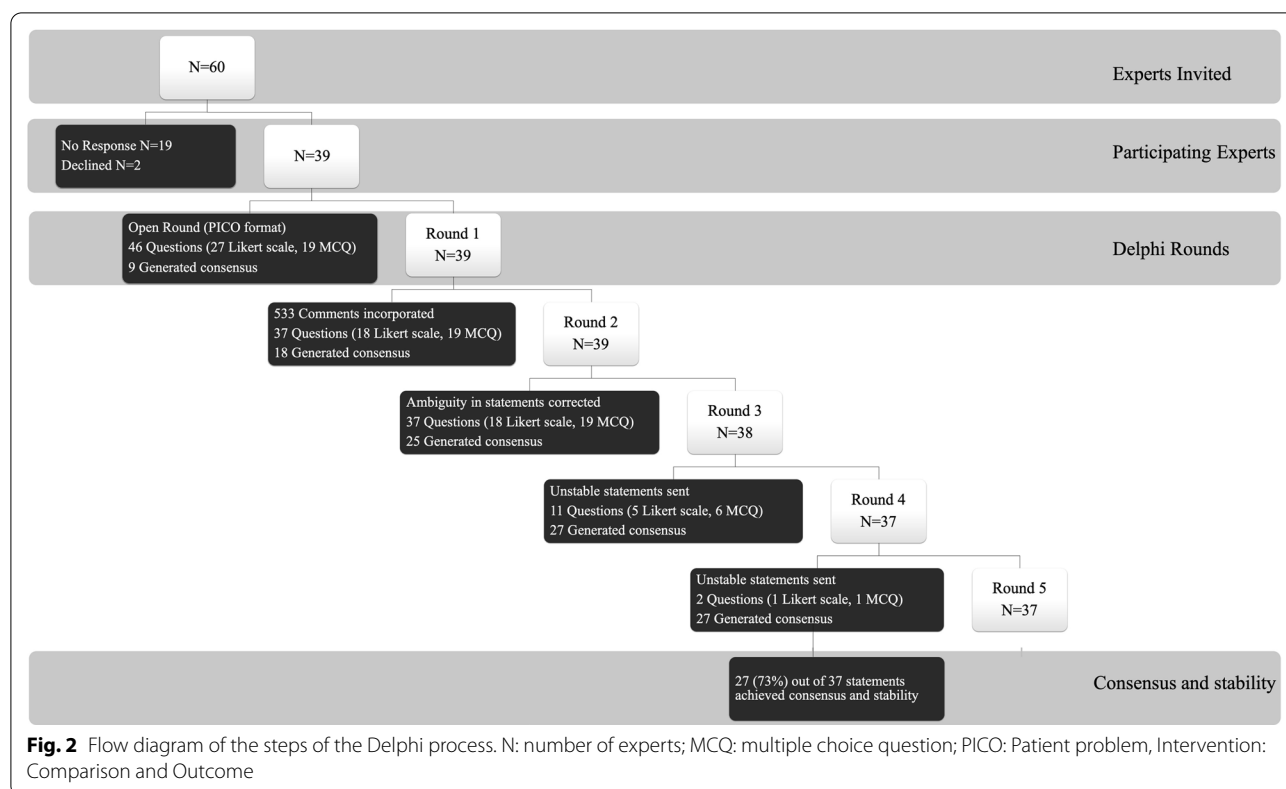 N=60
Experts Invited
No Response N=19
Declined N=2
N=39
Participating Experts
Open Round (PICO format)
46 Questions (27 Likert scale, 19 MCQ)
9 Generated consensus
Round 1
N=39
Delphi Rounds
533 Comments incorporated
37 Questions (18 Likert scale, 19 MCQ)
18 Generated consensus
Round 2
N=39
Ambiguity in statements corrected
37 Questions (18 Likert scale, 19 MCQ)
25 Generated consensus
Round 3
N=38
Unstable statements sent
11 Questions (5 Likert scale, 6 MCQ)
27 Generated consensus
Round 4
N=37
Unstable statements sent
2 Questions (1 Likert scale, 1 MCQ)
27 Generated consensus
Round 5
N=37
27 (73%) out of 37 statements
achieved consensus and stability
Consensus and stability
Fig. 2 Flow diagram of the steps of the Delphi process. N: number of experts; MCQ: multiple choice question; PICO: Patient problem, Intervention:
Comparison and Outcome